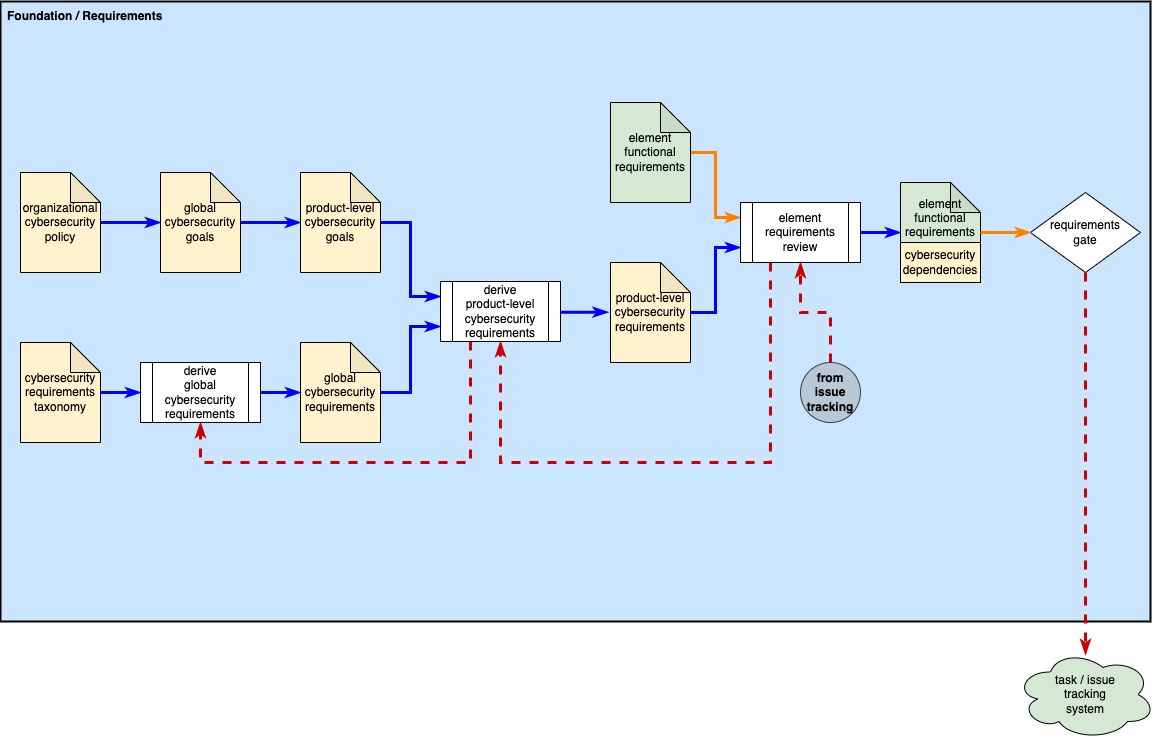 Foundation / Requirements
element
functional
requirements
organizational
cybersecurity
policy
global
cybersecurity
goals
product-level
cybersecurity
goals
element
requirements
review
element
functional
requirements
cybersecurity
dependencies
requirements
gate
derive
product-level
cybersecurity
requirements
product-level
cybersecurity
requirements
cybersecurity
requirements
taxonomy
derive
global
cybersecurity
requirements
global
cybersecurity
requirements
from
issue
tracking
task / issue
tracking
system